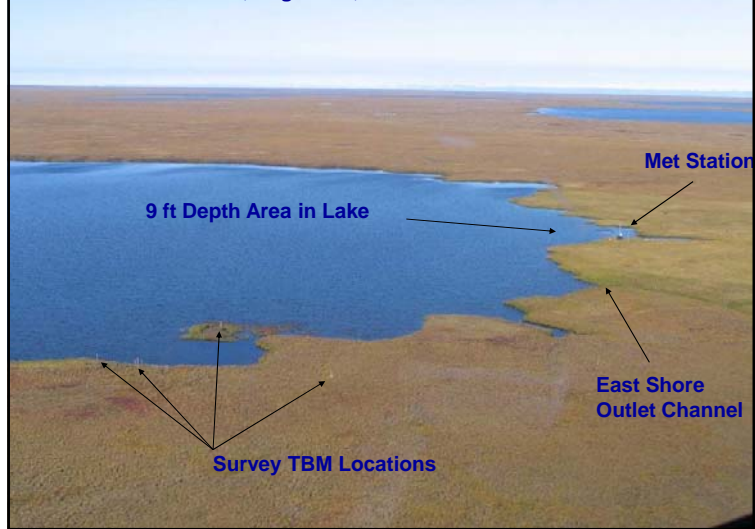 Met Station
9 ft Depth Area in Lake
East Shore
Outlet Channel
Survey TBM Locations